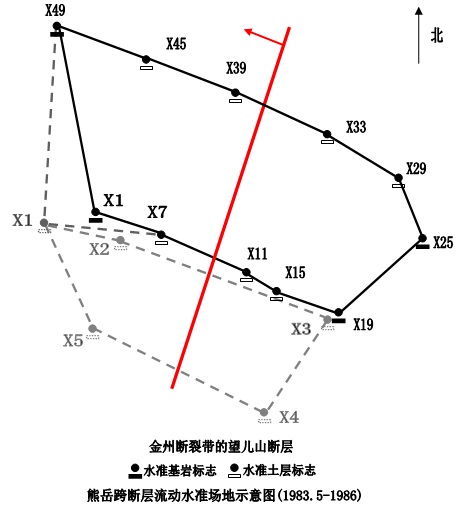 X49
X45
北
X39
X33
X29
X1
X1
X7
X25
X2
X11
X15
X3
X19
X5
X4
金州断裂带的望儿山断层
水准基岩标志 水准土层标志
熊岳跨断层流动水准场地示意图(1983.5-1986)